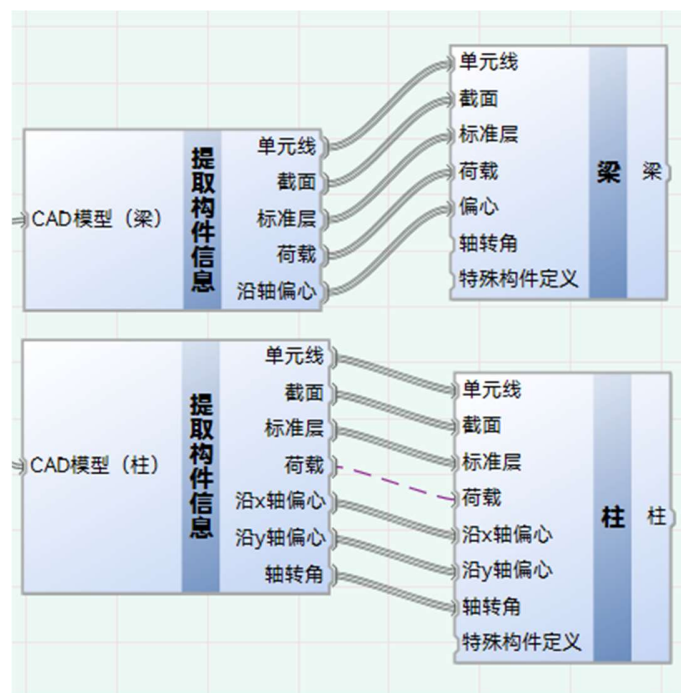 CAD模型（梁）
提取构件信息
单元线
截面
标准层
荷载
沿轴偏心
单元线
截面
标准层
荷载
偏心
轴转角
特殊构件定义
梁
梁
CAD模型（柱）
提取构件信息
单元线
截面
标准层
荷载
沿x轴偏心
沿y轴偏心
轴转角
单元线
截面
标准层
荷载
沿x轴偏心
沿y轴偏心
轴转角
特殊构件定义
柱
柱